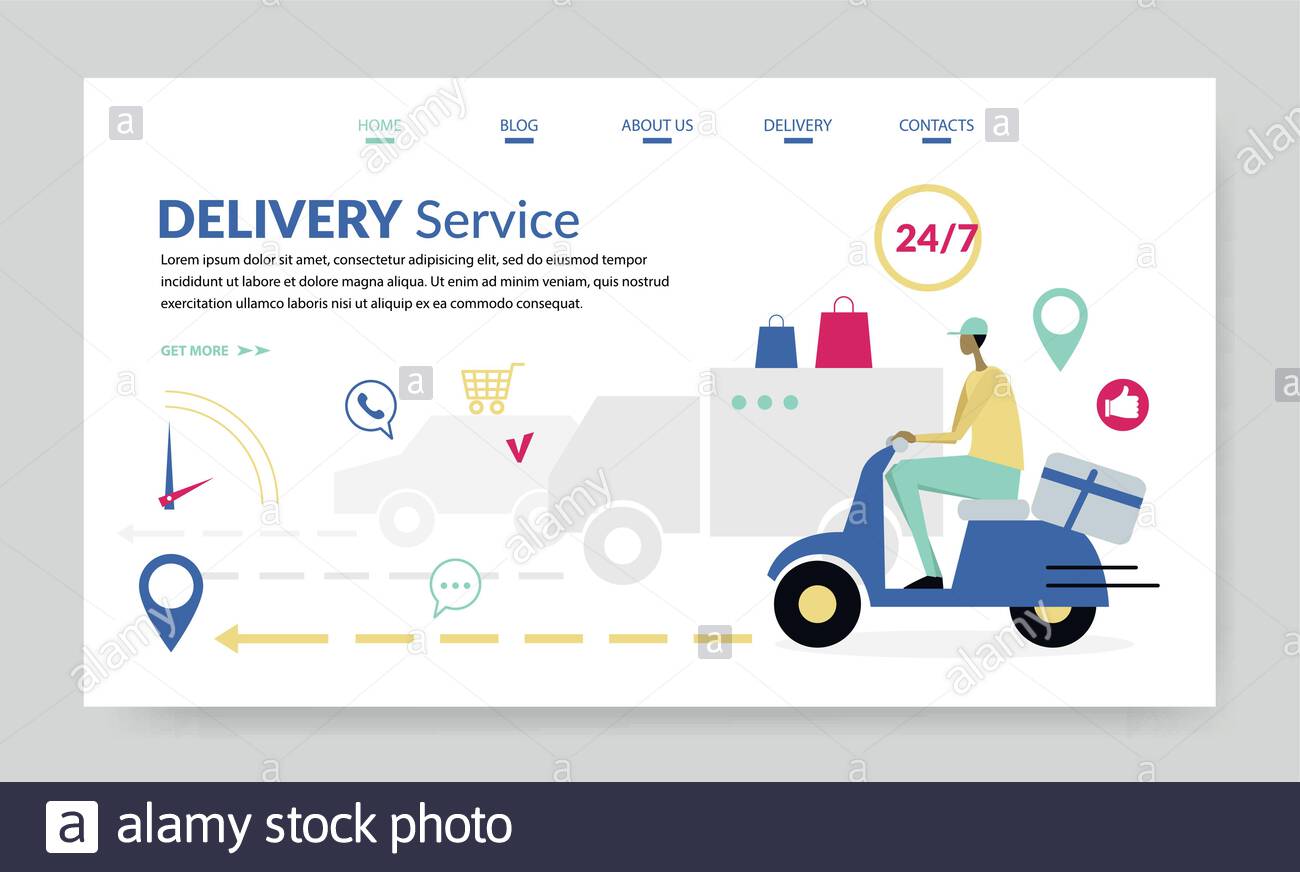 HOME BLOG ABOUT US DELIVERY CONTACTS
DELIVERY Service
Lorem ipsum dolor sit amet, consectetur adipisicing elit, sed do eiusmod tempor
incididunt ut labore et dolore magna aliqua. Ut enim ad minim veniam, quis nostrud
exercitation ullamco laboris nisi ut aliquip ex ea commodo consequat.
GET MORE
24/7
a alamy stock photo